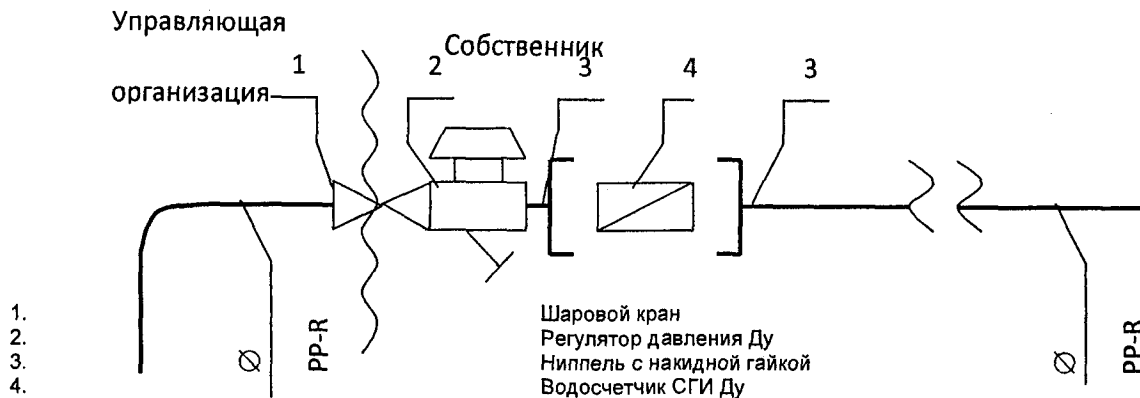 Управляющая
Собственник
1 2 3 4 3
организация
1. Шаровой кран
2. Регулятор давления Ду
3. Ниппель с накидной гайкой
4. Водосчетчик СГИ Ду
∅ PP-R
∅ PP-R